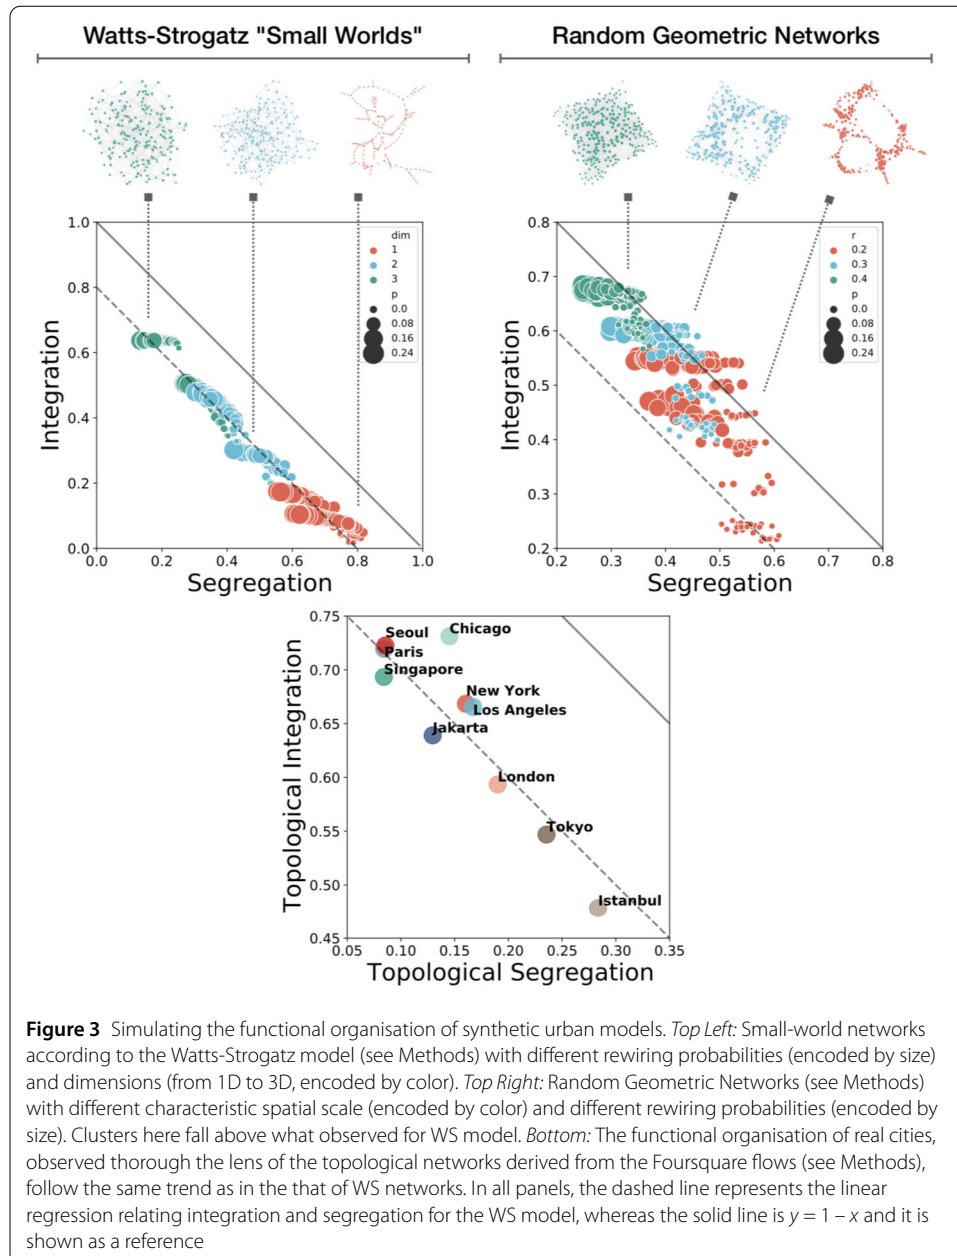 Watts-Strogatz "Small Worlds"
Random Geometric Networks
1.0
0.8
0.6
0.4
0.2
0.0
Integration
dim
1
2
3
p
0.0
0.08
0.16
0.24
0.0 0.2 0.4 0.6 0.8 1.0
Segregation
0.8
0.7
0.6
0.5
0.4
0.3
0.2
Integration
r
0.2
0.3
0.4
p
0.0
0.08
0.16
0.24
0.2 0.3 0.4 0.5 0.6 0.7 0.8
Segregation
0.75
0.70
0.65
0.60
0.55
0.50
0.45
Topological Integration
Seoul
Chicago
Paris
Singapore
New York
Los Angeles
Jakarta
London
Tokyo
Istanbul
0.05 0.10 0.15 0.20 0.25 0.30 0.35
Topological Segregation
Figure 3 Simulating the functional organisation of synthetic urban models. Top Left: Small-world networks
according to the Watts-Strogatz model (see Methods) with different rewiring probabilities (encoded by size)
and dimensions (from 1D to 3D, encoded by color). Top Right: Random Geometric Networks (see Methods)
with different characteristic spatial scale (encoded by color) and different rewiring probabilities (encoded by
size). Clusters here fall above what observed for WS model. Bottom: The functional organisation of real cities,
observed thorough the lens of the topological networks derived from the Foursquare flows (see Methods),
follow the same trend as in the that of WS networks. In all panels, the dashed line represents the linear
regression relating integration and segregation for the WS model, whereas the solid line is y = 1 – x and it is
shown as a reference